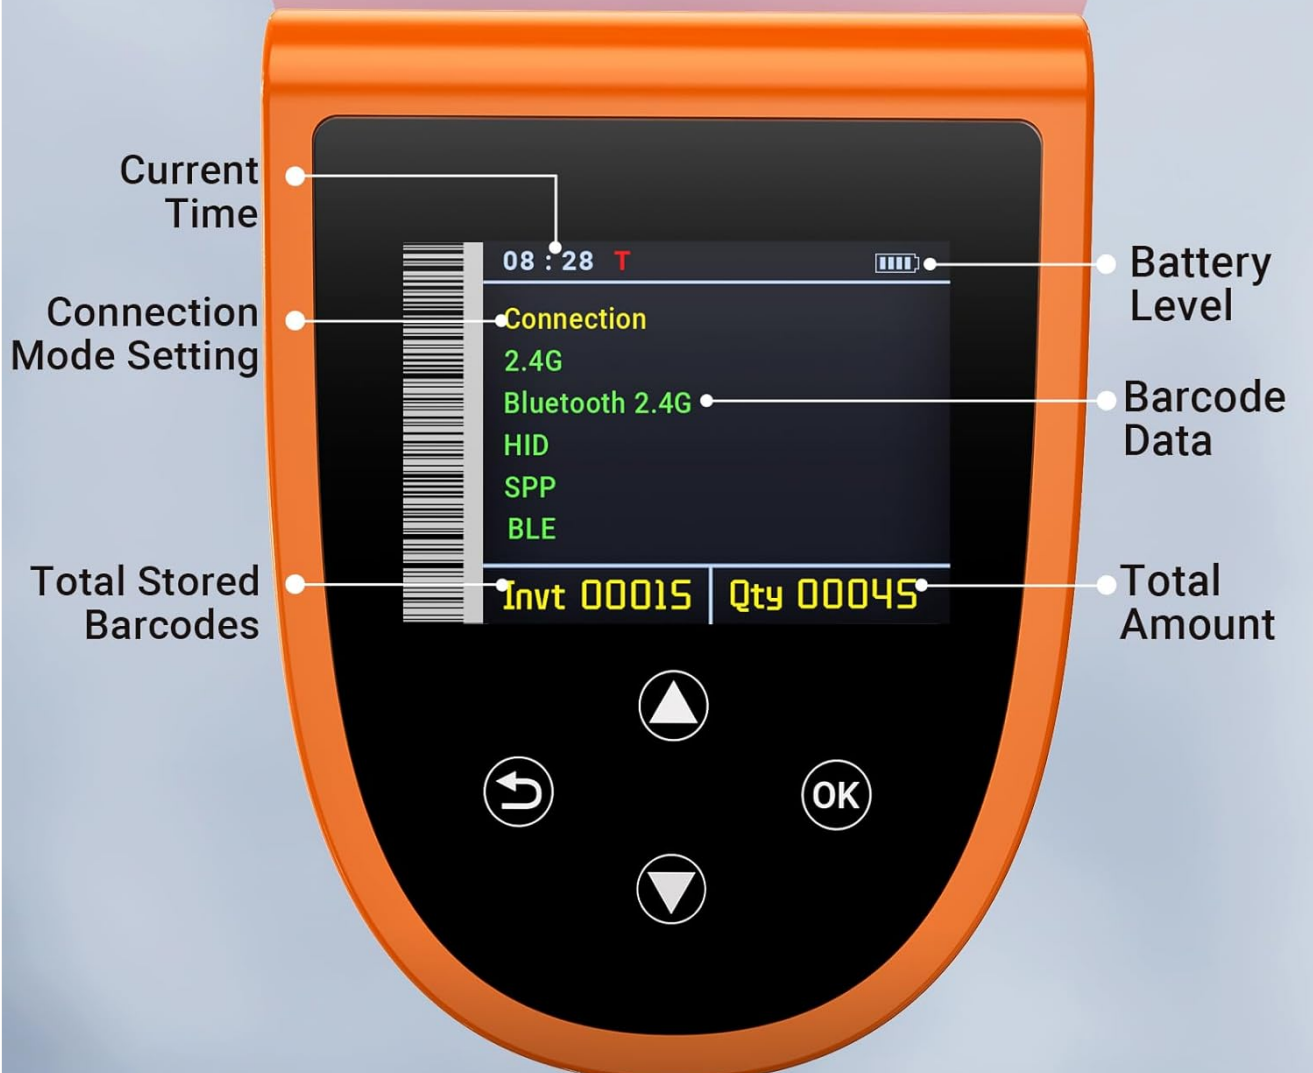 Current
Time
08 : 28 T
Connection
Mode Setting
Battery
Level
Connection
2.4G
Bluetooth 2.4G
HID
SPP
BLE
Barcode
Data
Total Stored
Barcodes
Invt 00015
Qty 00045
Total
Amount
OK